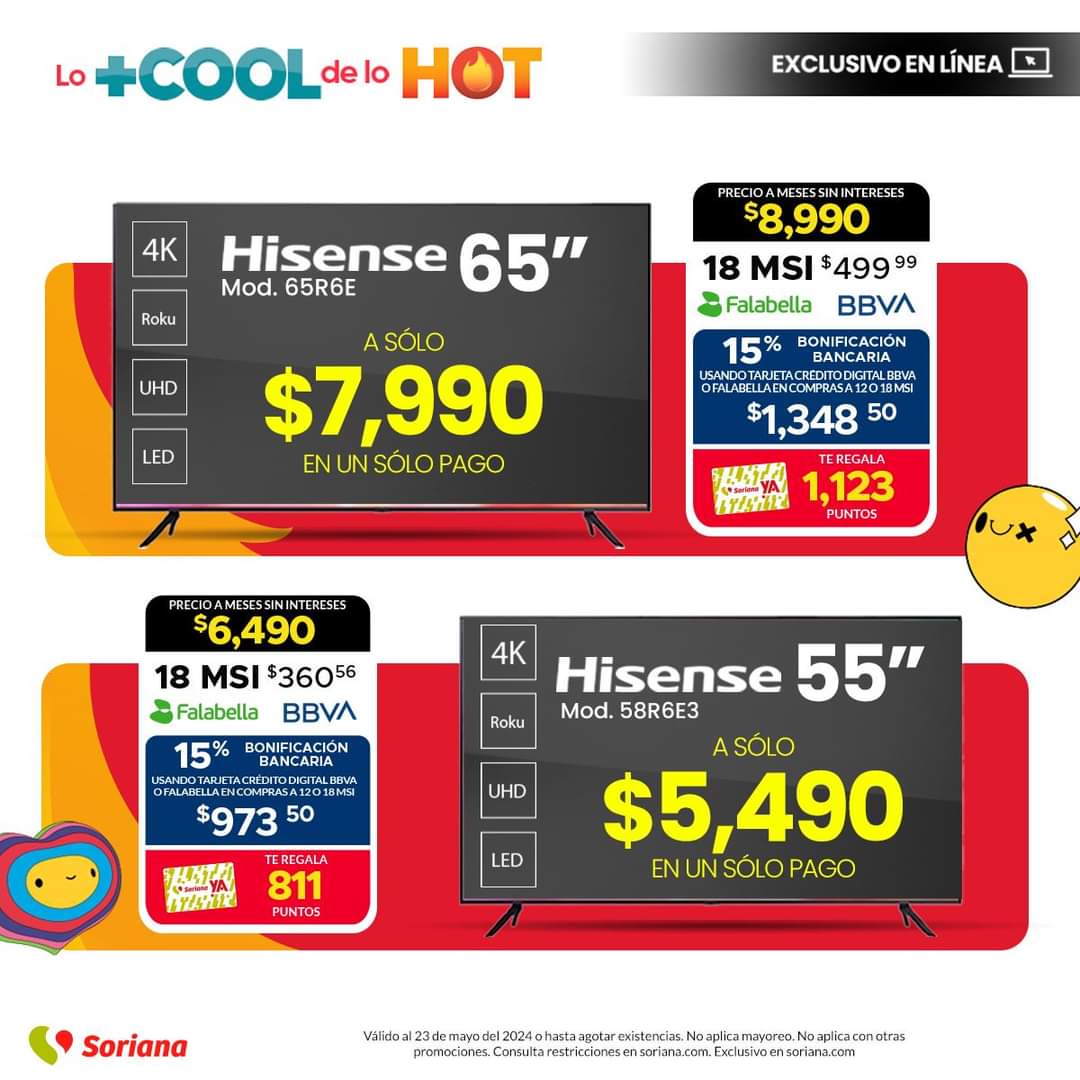 Lo +COOL de lo HOT
EXCLUSIVO EN LÍNEA
4K
Roku
UHD
LED
Hisense 65”
Mod. 65R6E
A SÓLO
$7,990
EN UN SÓLO PAGO
PRECIO A MESES SIN INTERESES
$8,990
18 MSI $499 99
Falabella BBVA
15% BONIFICACIÓN
BANCARIA
USANDO TARJETA CRÉDITO DIGITAL BBVA
O FALABELLA EN COMPRAS A 12 O 18 MSI
$1,348 50
Soriana YA
TE REGALA
1,123
PUNTOS
PRECIO A MESES SIN INTERESES
$6,490
18 MSI $360 56
Falabella BBVA
15% BONIFICACIÓN
BANCARIA
USANDO TARJETA CRÉDITO DIGITAL BBVA
O FALABELLA EN COMPRAS A 12 O 18 MSI
$973 50
Soriana YA
TE REGALA
811
PUNTOS
4K
Roku
UHD
LED
Hisense 55”
Mod. 58R6E3
A SÓLO
$5,490
EN UN SÓLO PAGO
Soriana
Válido al 23 de mayo del 2024 o hasta agotar existencias. No aplica mayoreo. No aplica con otras
promociones. Consulta restricciones en soriana.com. Exclusivo en soriana.com